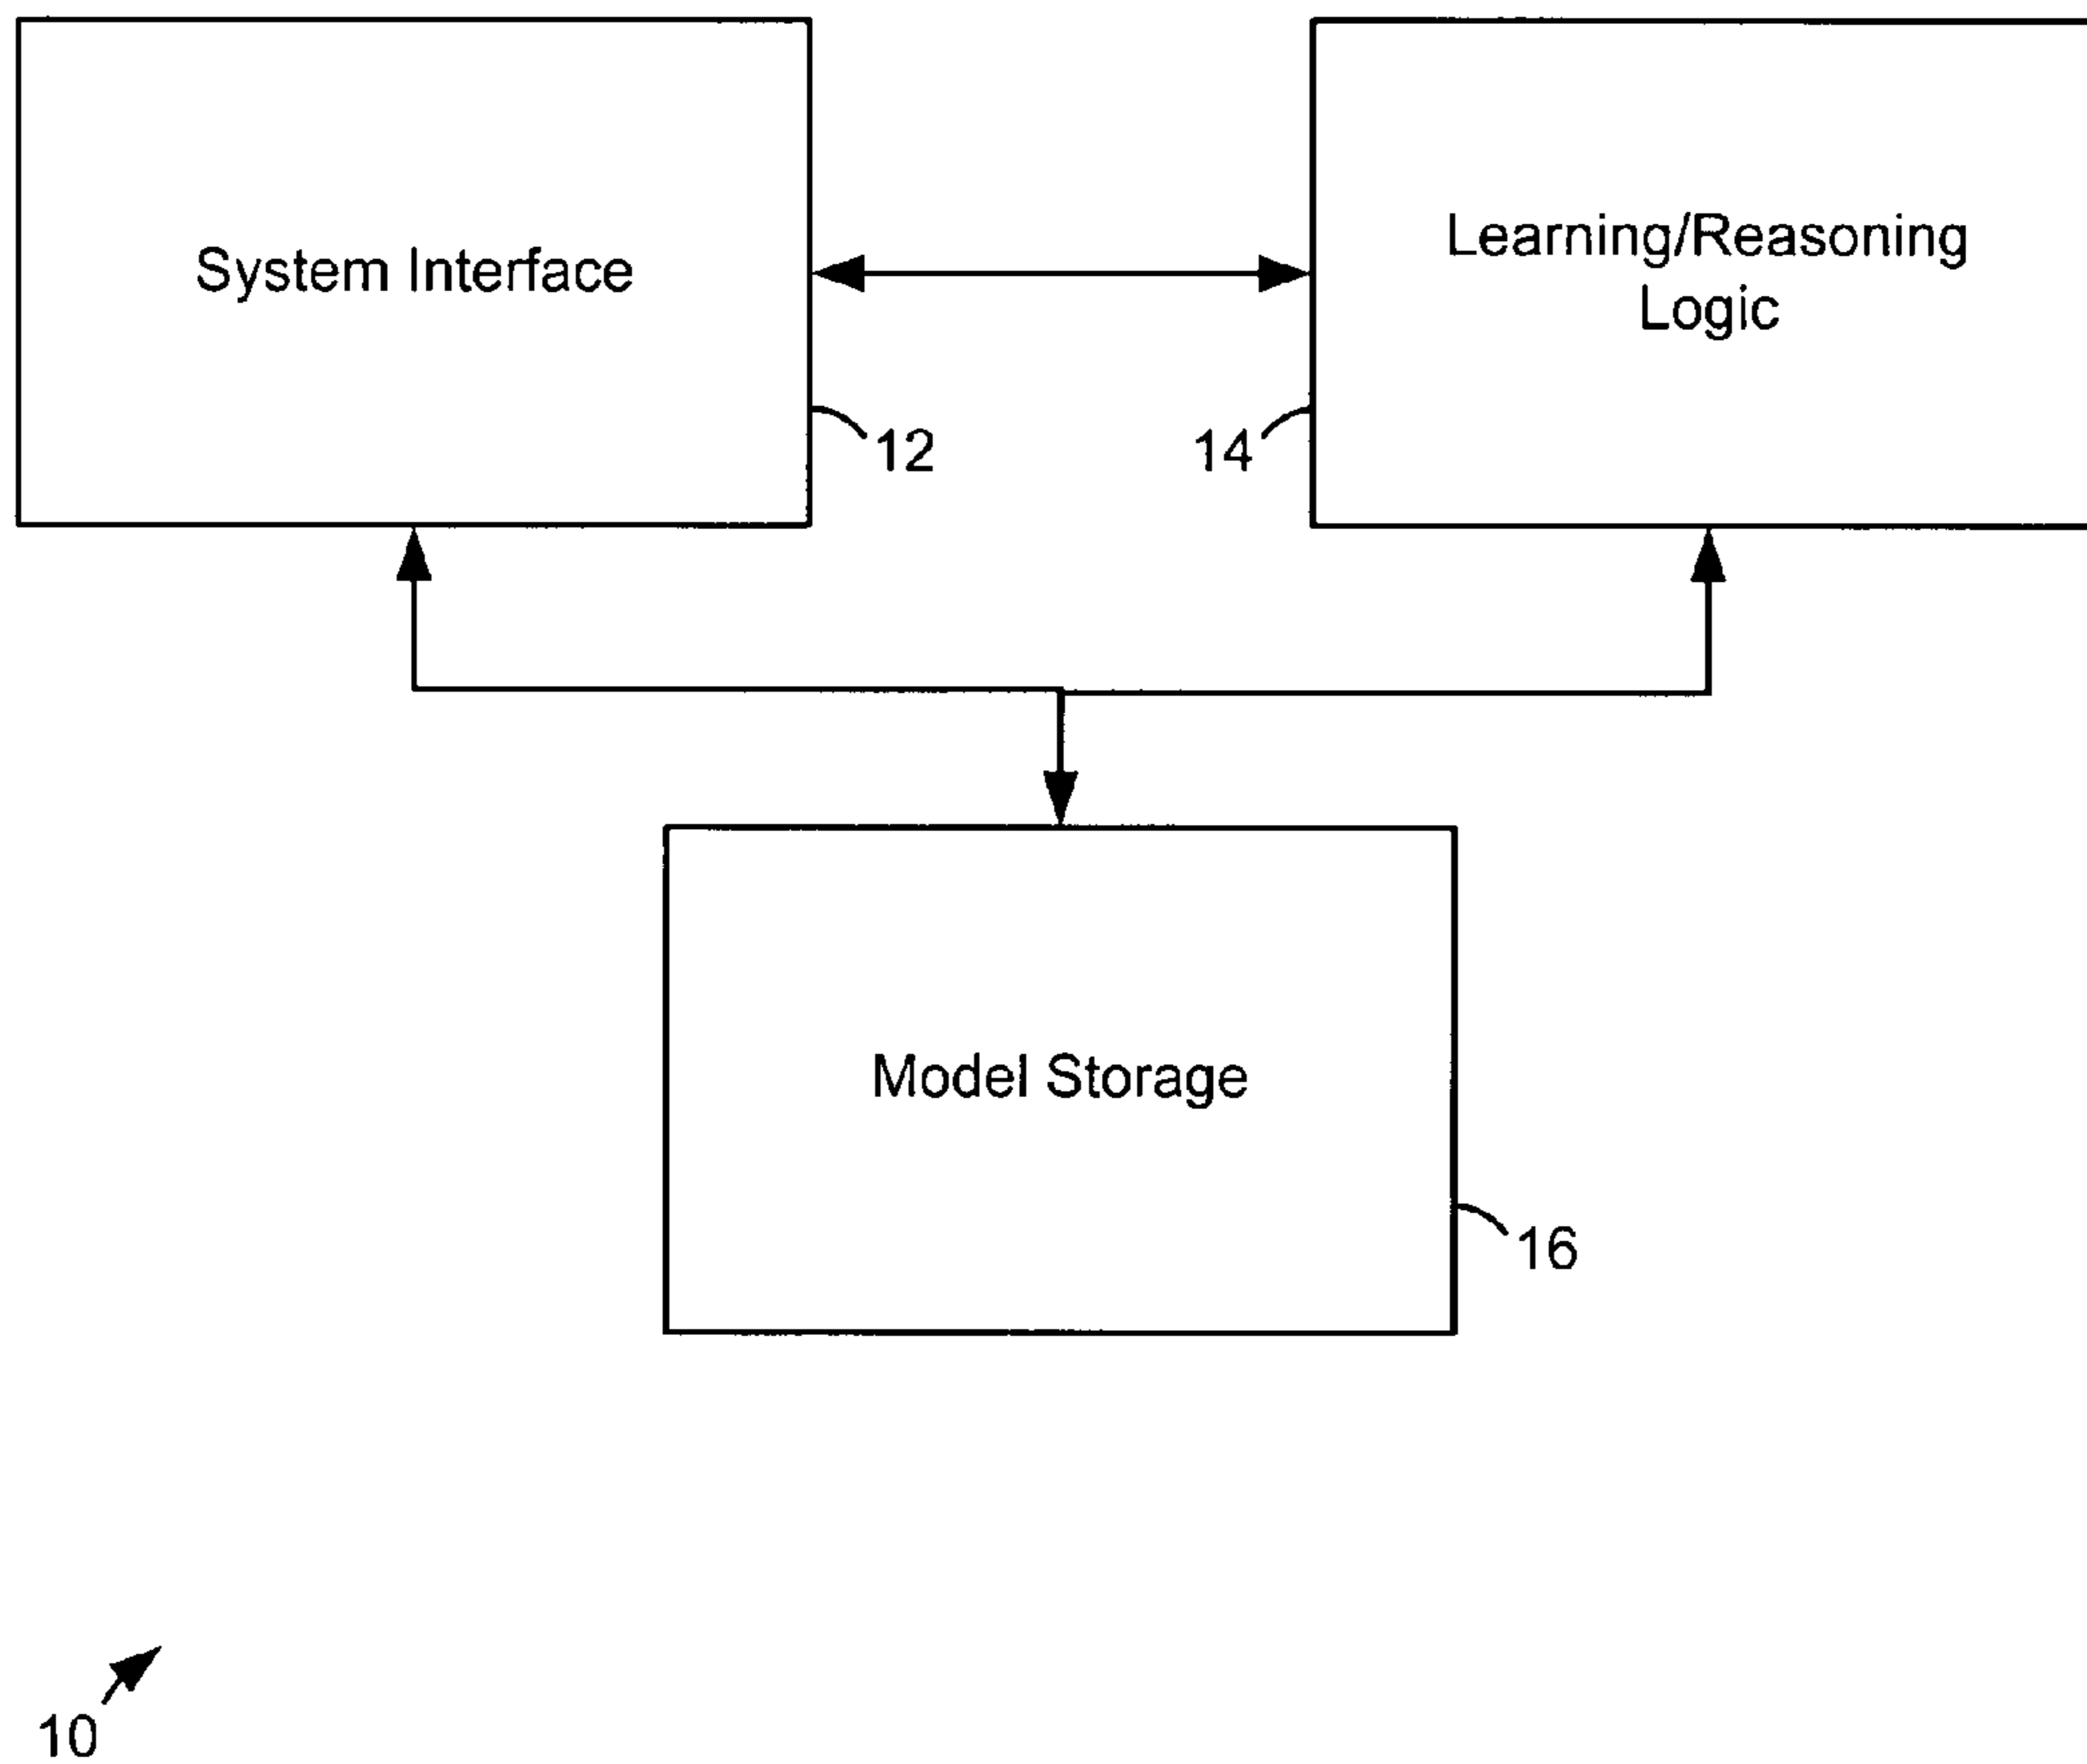 System Interface
Learning/Reasoning
Logic
12
14
Model Storage
16
10